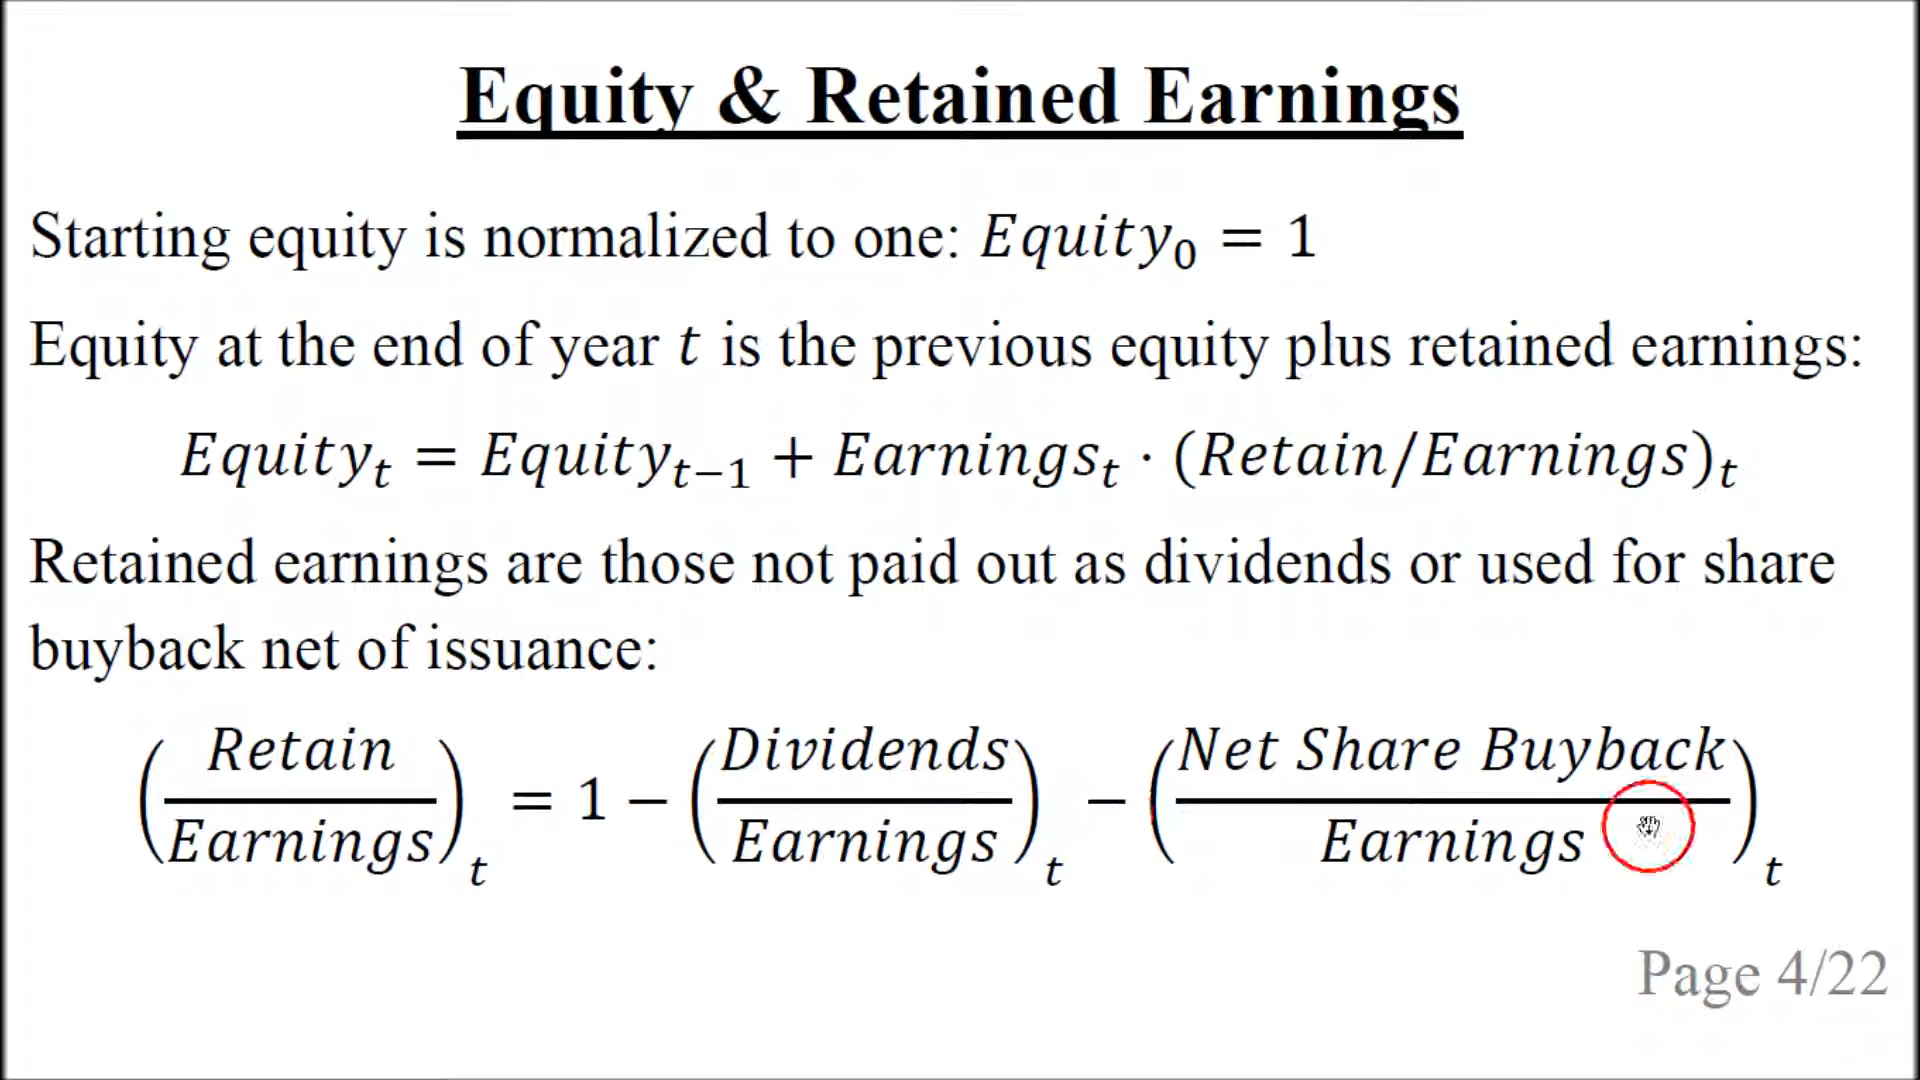 Equity & Retained Earnings
Starting equity is normalized to one: Equity₀ = 1
Equity at the end of year t is the previous equity plus retained earnings:
Equityₜ = Equityₜ₋₁ + Earningsₜ · (Retain/Earnings)ₜ
Retained earnings are those not paid out as dividends or used for share
buyback net of issuance:
(Retain/Earnings)ₜ = 1 − (Dividends/Earnings)ₜ − (Net Share Buyback/Earnings)ₜ
Page 4/22